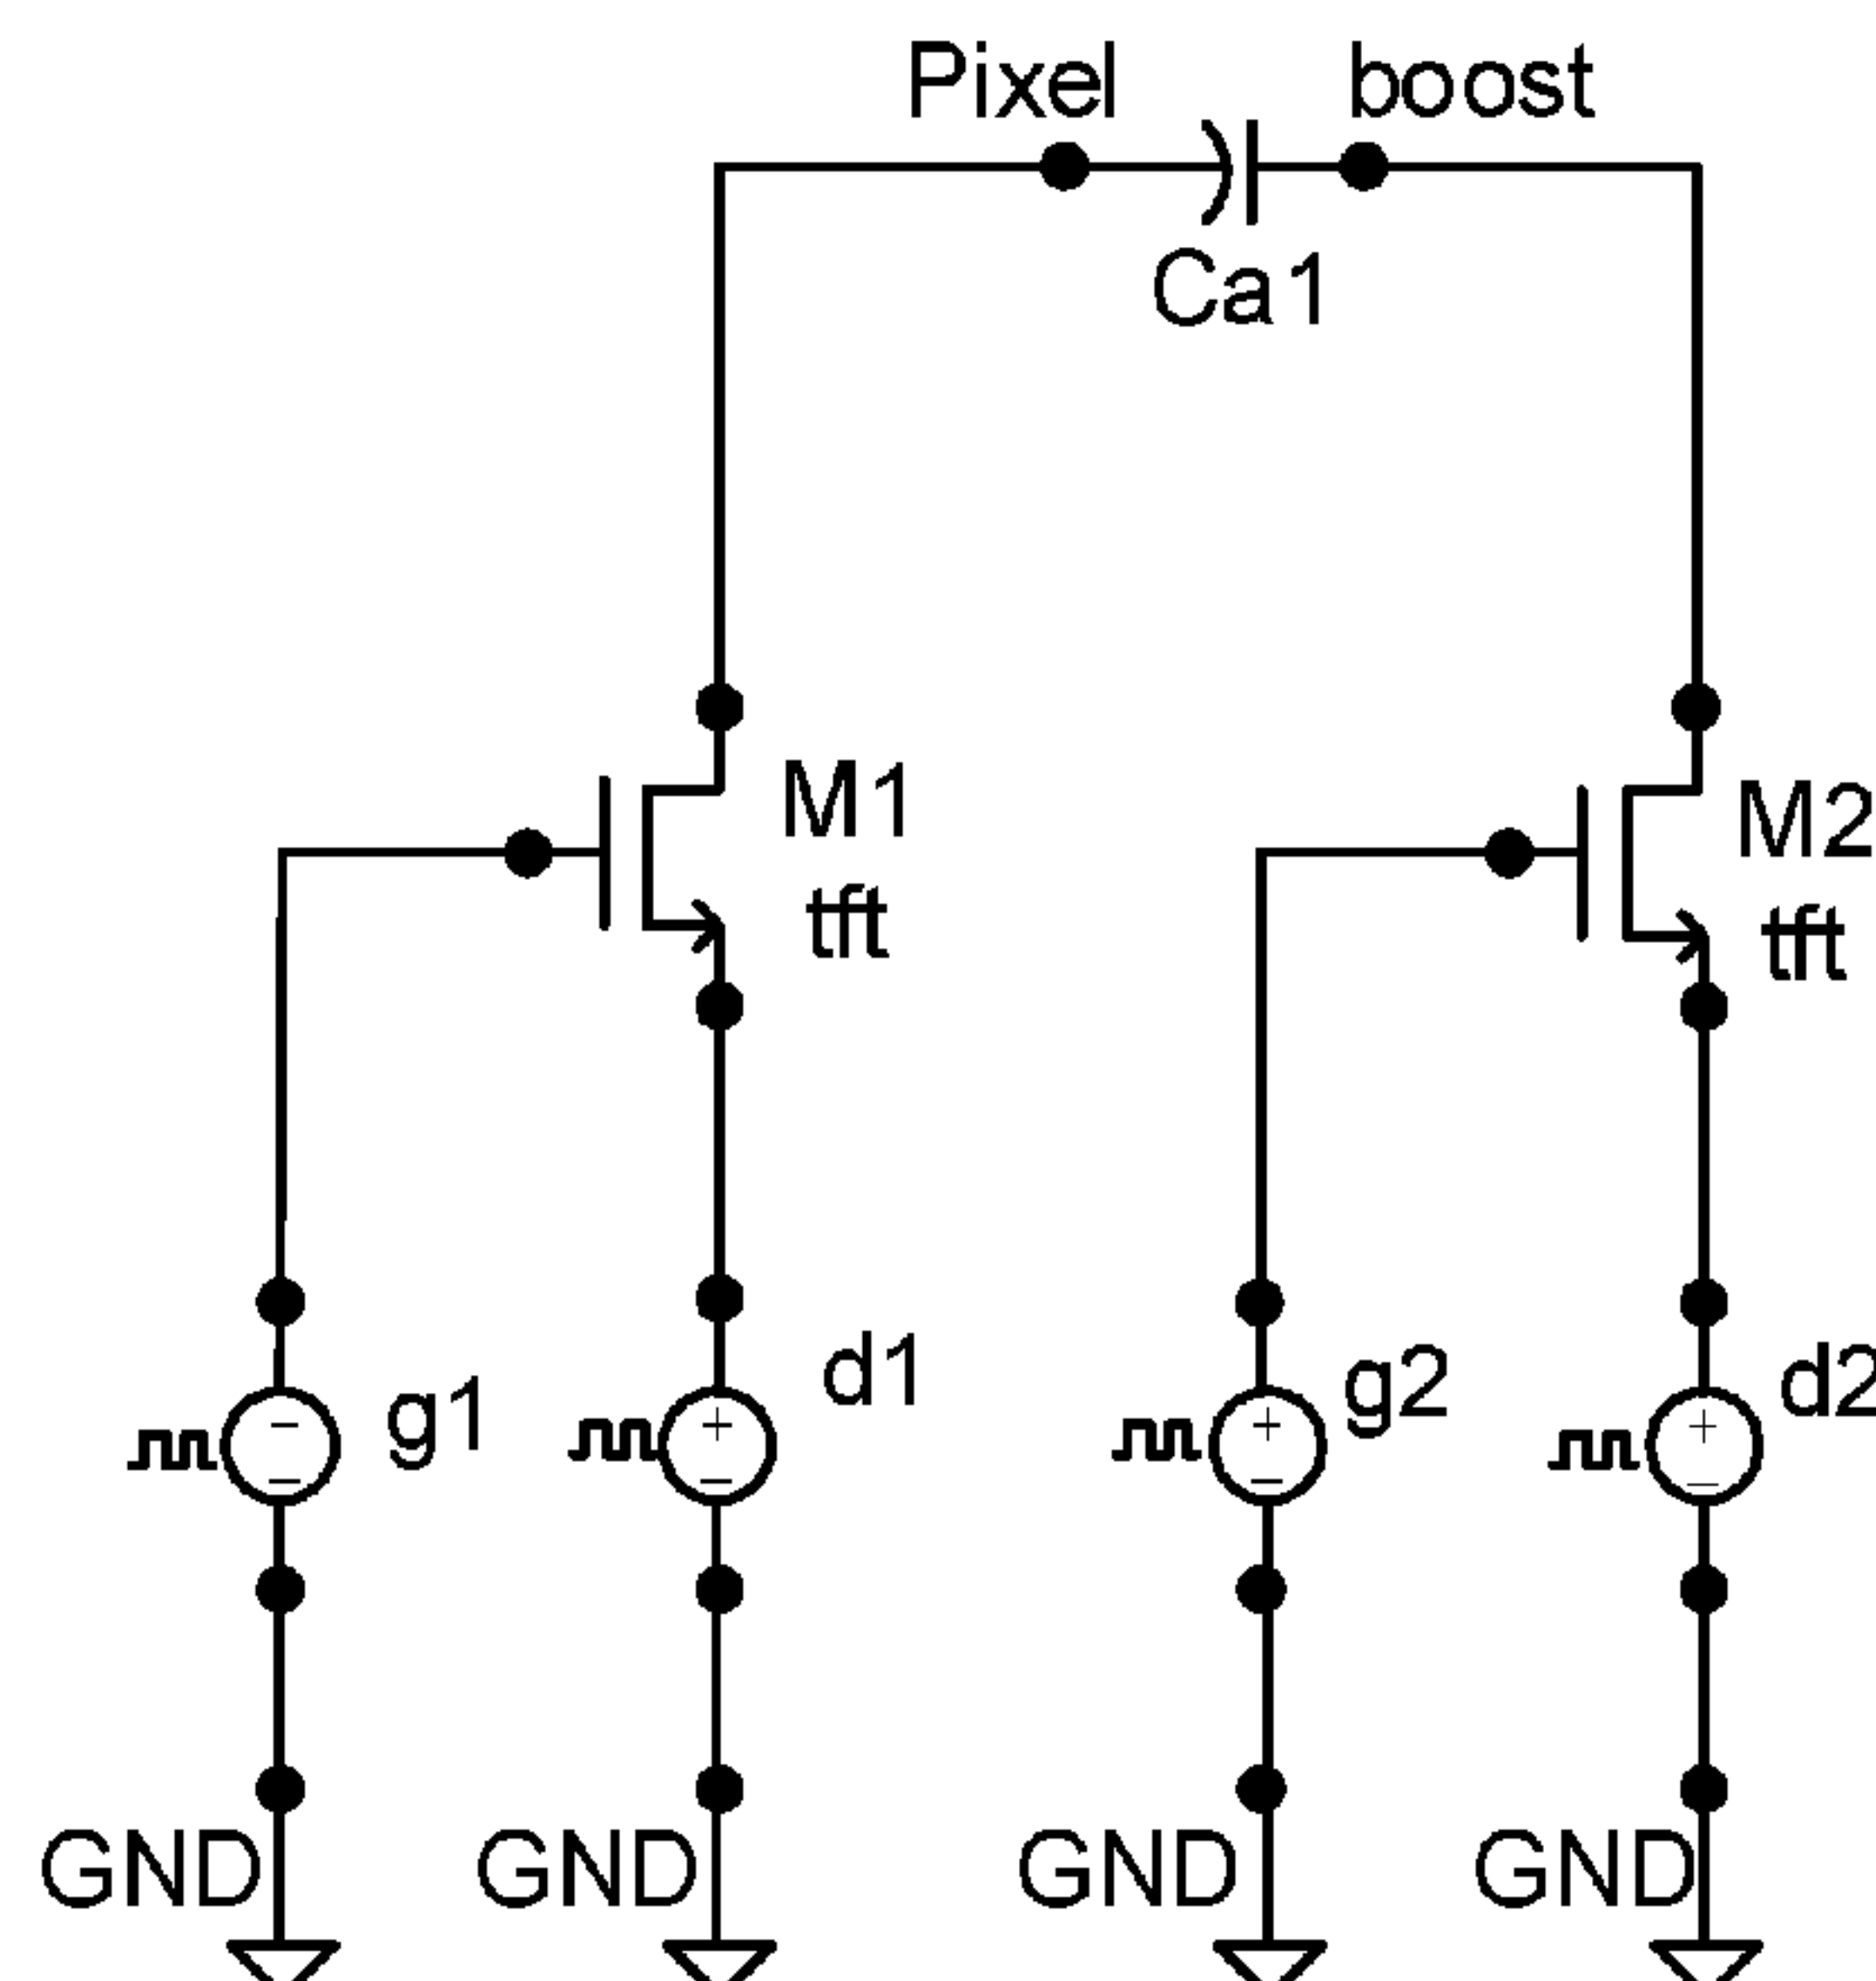 Pixel boost
Ca1
M1
tft
M2
tft
g1
d1
g2
d2
GND GND GND GND